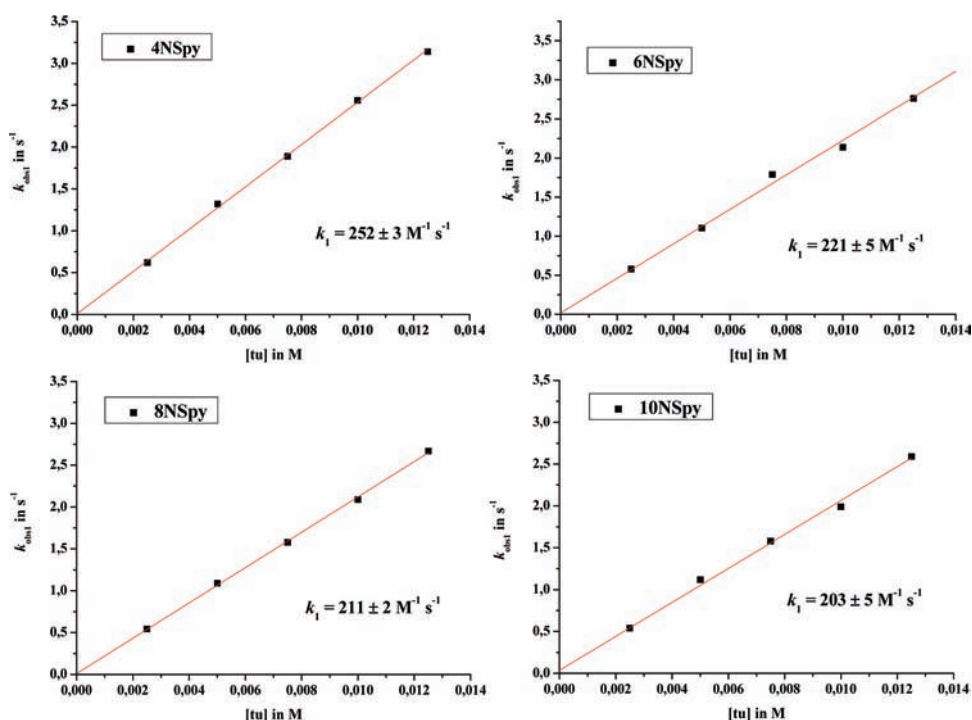 4NSpy
3,5
3,0
2,5
2,0
1,5
1,0
0,5
0,0
k_obs1 in s⁻¹
k₁ = 252 ± 3 M⁻¹ s⁻¹
0,000 0,002 0,004 0,006 0,008 0,010 0,012 0,014
[tu] in M
6NSpy
3,5
3,0
2,5
2,0
1,5
1,0
0,5
0,0
k_obs1 in s⁻¹
k₁ = 221 ± 5 M⁻¹ s⁻¹
0,000 0,002 0,004 0,006 0,008 0,010 0,012 0,014
[tu] in M
8NSpy
3,5
3,0
2,5
2,0
1,5
1,0
0,5
0,0
k_obs1 in s⁻¹
k₁ = 211 ± 2 M⁻¹ s⁻¹
0,000 0,002 0,004 0,006 0,008 0,010 0,012 0,014
[tu] in M
10NSpy
3,5
3,0
2,5
2,0
1,5
1,0
0,5
0,0
k_obs1 in s⁻¹
k₁ = 203 ± 5 M⁻¹ s⁻¹
0,000 0,002 0,004 0,006 0,008 0,010 0,012 0,014
[tu] in M